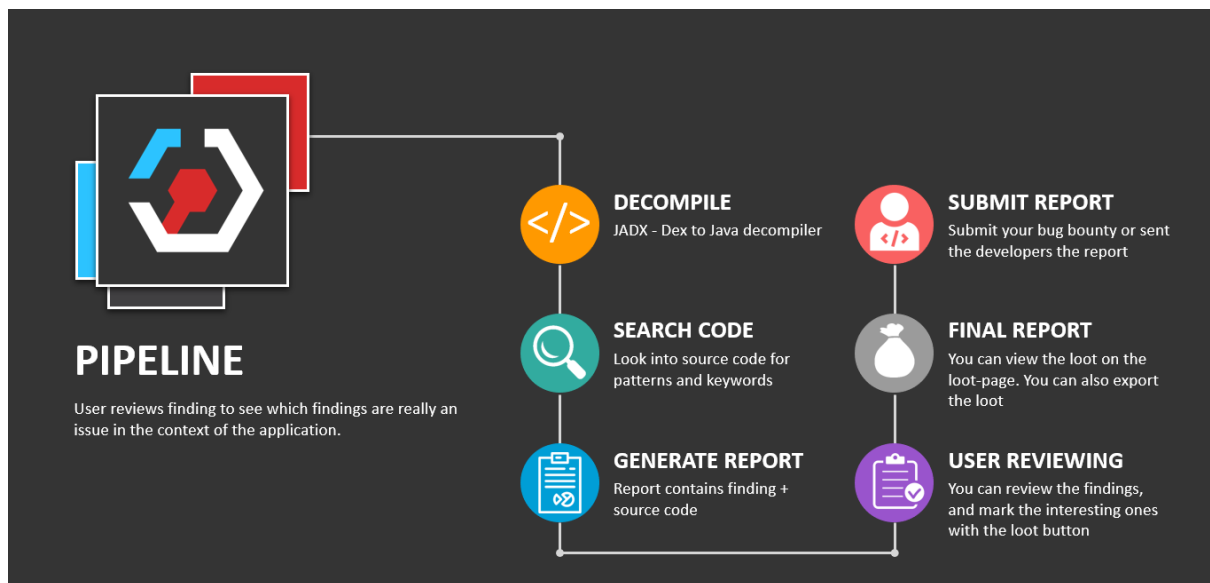 PIPELINE
User reviews finding to see which findings are really an
issue in the context of the application.
</>
DECOMPILE
JADX - Dex to Java decompiler
SEARCH CODE
Look into source code for
patterns and keywords
GENERATE REPORT
Report contains finding +
source code
USER REVIEWING
You can review the findings,
and mark the interesting ones
with the loot button
FINAL REPORT
You can view the loot on the
loot-page. You can also export
the loot
</>
SUBMIT REPORT
Submit your bug bounty or sent
the developers the report